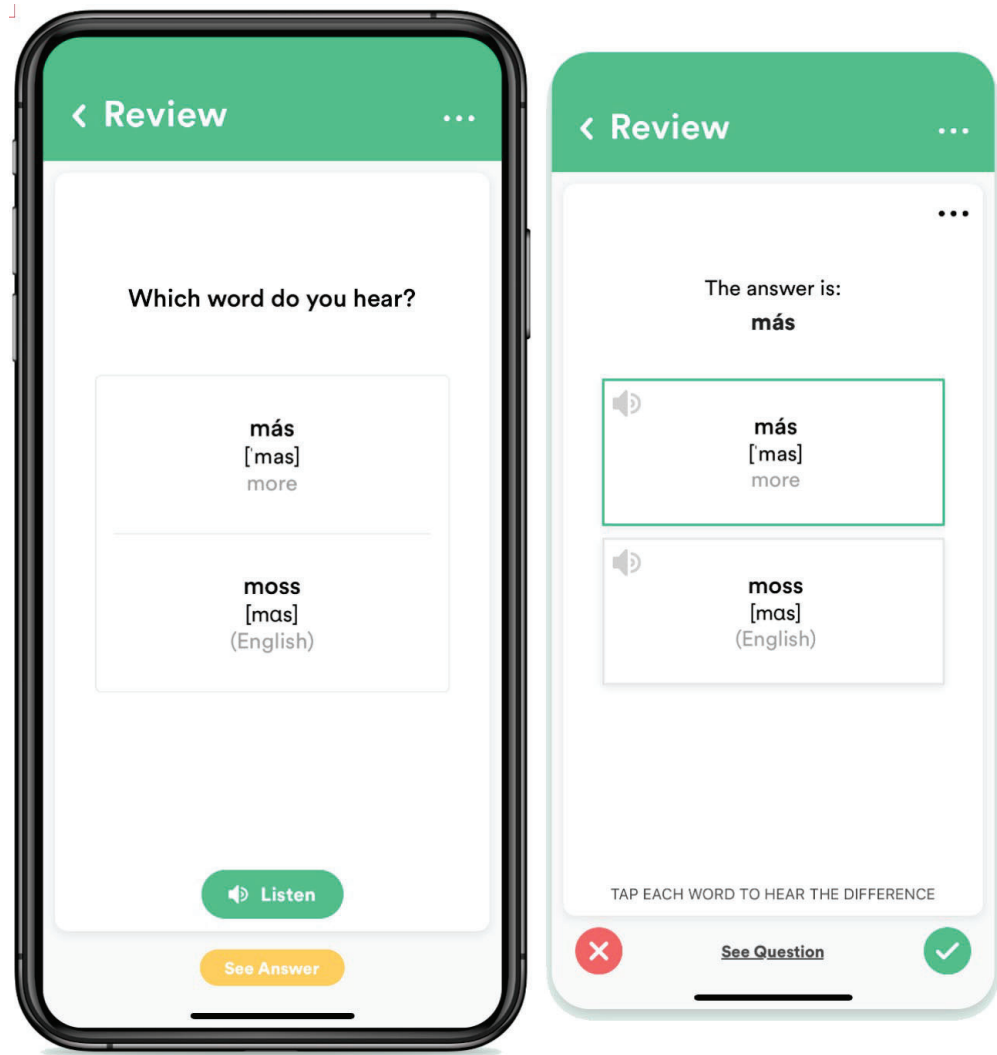 Review
Which word do you hear?
más
[ˈmas]
more
moss
[mɑs]
(English)
Listen
See Answer
Review
The answer is:
más
más
[ˈmas]
more
moss
[mɑs]
(English)
TAP EACH WORD TO HEAR THE DIFFERENCE
See Question